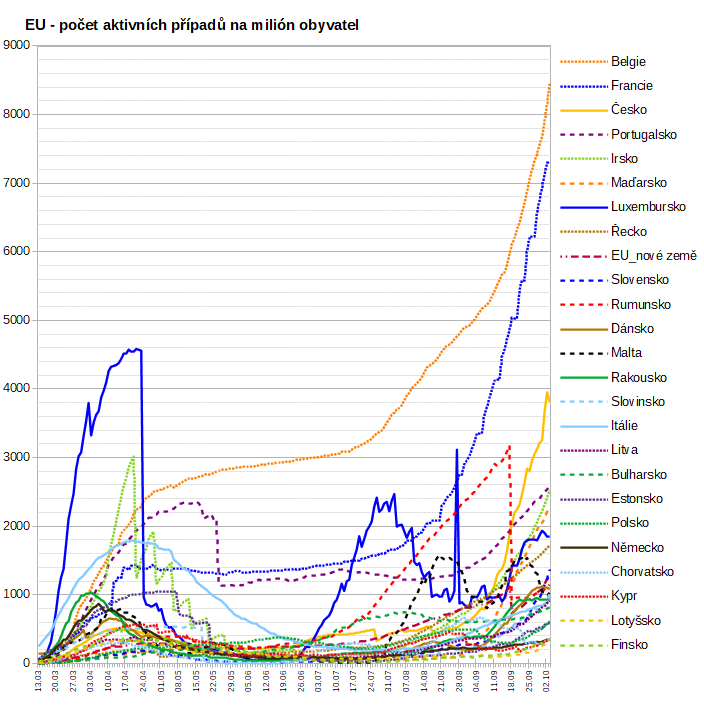 EU - počet aktivních případů na milión obyvatel
9000
8000
7000
6000
5000
4000
3000
2000
1000
0
13.03 20.03 27.03 03.04 10.04 17.04 24.04 01.05 08.05 15.05 22.05 29.05 05.06 12.06 19.06 26.06 03.07 10.07 17.07 24.07 31.07 07.08 14.08 21.08 28.08 04.09 11.09 18.09 25.09 02.10
Belgie
Francie
Česko
Portugalsko
Irsko
Maďarsko
Luxembursko
Řecko
EU_nové země
Slovensko
Rumunsko
Dánsko
Malta
Rakousko
Slovinsko
Itálie
Litva
Bulharsko
Estonsko
Polsko
Německo
Chorvatsko
Kypr
Lotyšsko
Finsko